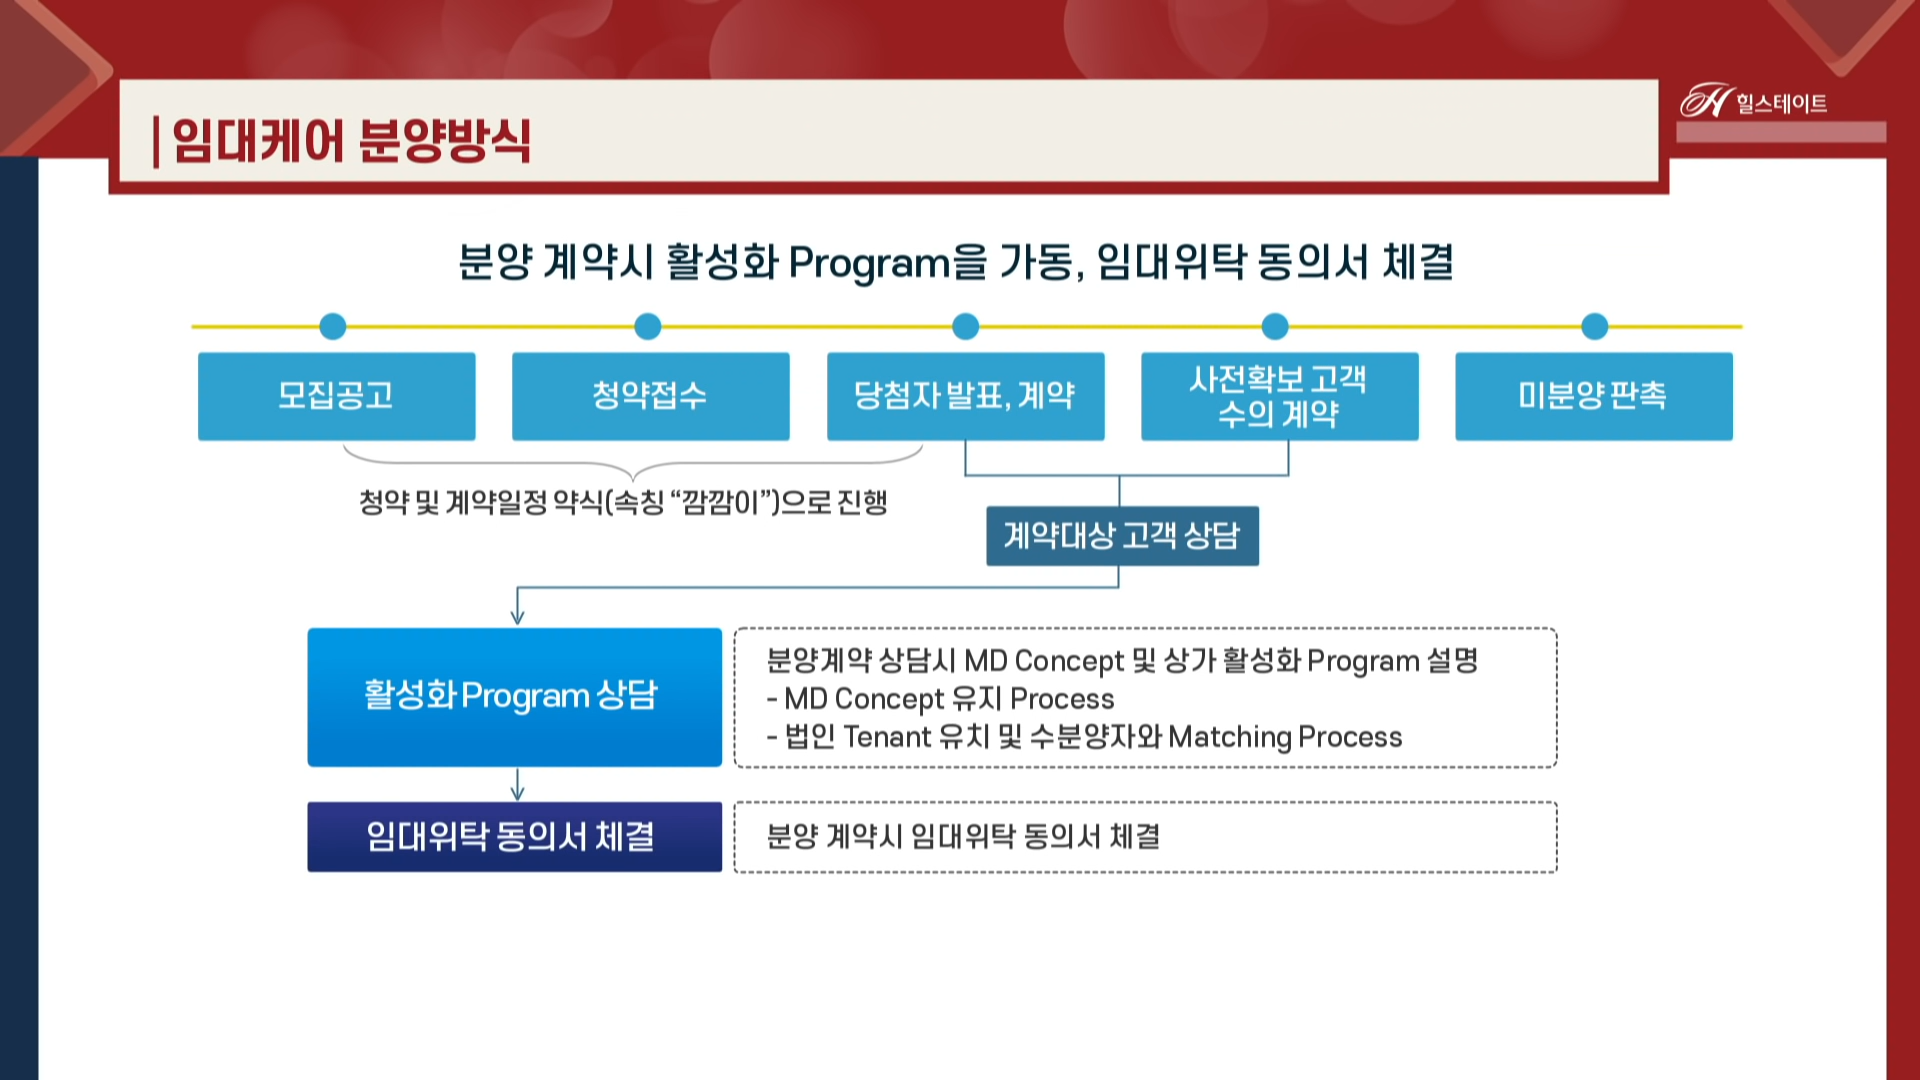 임대케어 분양방식
힐스테이트
분양 계약시 활성화 Program을 가동, 임대위탁 동의서 체결
모집공고
청약접수
당첨자 발표, 계약
사전확보 고객
수의 계약
미분양 판촉
청약 및 계약일정 약식(속칭 “깜깜이”)으로 진행
계약대상 고객 상담
활성화 Program 상담
분양계약 상담시 MD Concept 및 상가 활성화 Program 설명
- MD Concept 유지 Process
- 법인 Tenant 유치 및 수분양자와 Matching Process
임대위탁 동의서 체결
분양 계약시 임대위탁 동의서 체결